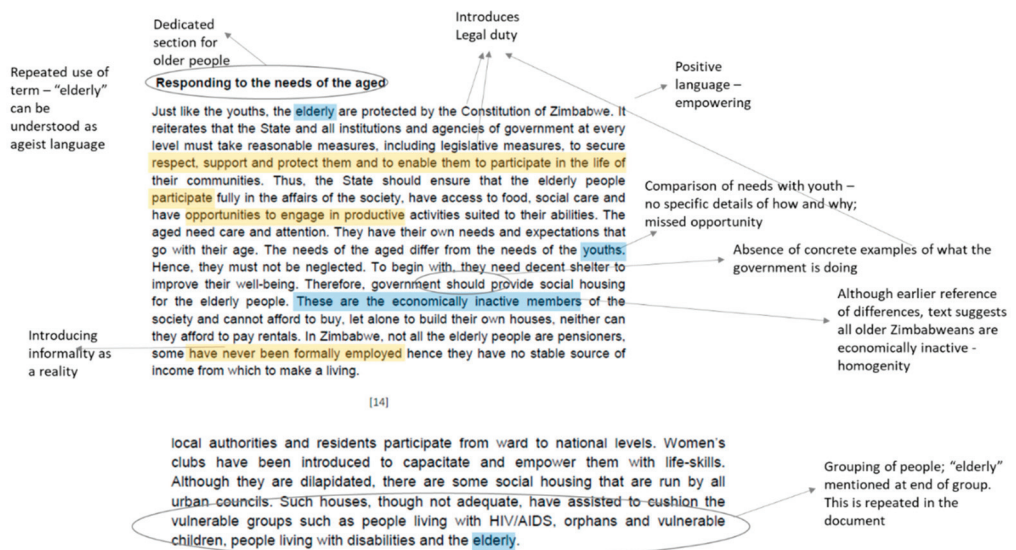 Dedicated
section for
older people
Introduces
Legal duty
Repeated use of
term – "elderly"
can be
understood as
ageist language
Positive
language –
empowering
Responding to the needs of the aged
Just like the youths, the elderly are protected by the Constitution of Zimbabwe. It
reiterates that the State and all institutions and agencies of government at every
level must take reasonable measures, including legislative measures, to secure
respect, support and protect them and to enable them to participate in the life of
their communities. Thus, the State should ensure that the elderly people
participate fully in the affairs of the society, have access to food, social care and
have opportunities to engage in productive activities suited to their abilities. The
aged need care and attention. They have their own needs and expectations that
go with their age. The needs of the aged differ from the needs of the youths.
Hence, they must not be neglected. To begin with, they need decent shelter to
improve their well-being. Therefore, government should provide social housing
for the elderly people. These are the economically inactive members of the
society and cannot afford to buy, let alone to build their own houses, neither can
they afford to pay rentals. In Zimbabwe, not all the elderly people are pensioners,
some have never been formally employed hence they have no stable source of
income from which to make a living.
Comparison of needs with youth –
no specific details of how and why;
missed opportunity
Absence of concrete examples of what the
government is doing
Although earlier reference
of differences, text suggests
all older Zimbabweans are
economically inactive -
homogenity
Introducing
informality as
a reality
[14]
local authorities and residents participate from ward to national levels. Women's
clubs have been introduced to capacitate and empower them with life-skills.
Although they are dilapidated, there are some social housing that are run by all
urban councils. Such houses, though not adequate, have assisted to cushion the
vulnerable groups such as people living with HIV/AIDS, orphans and vulnerable
children, people living with disabilities and the elderly.
Grouping of people; "elderly"
mentioned at end of group.
This is repeated in the
document